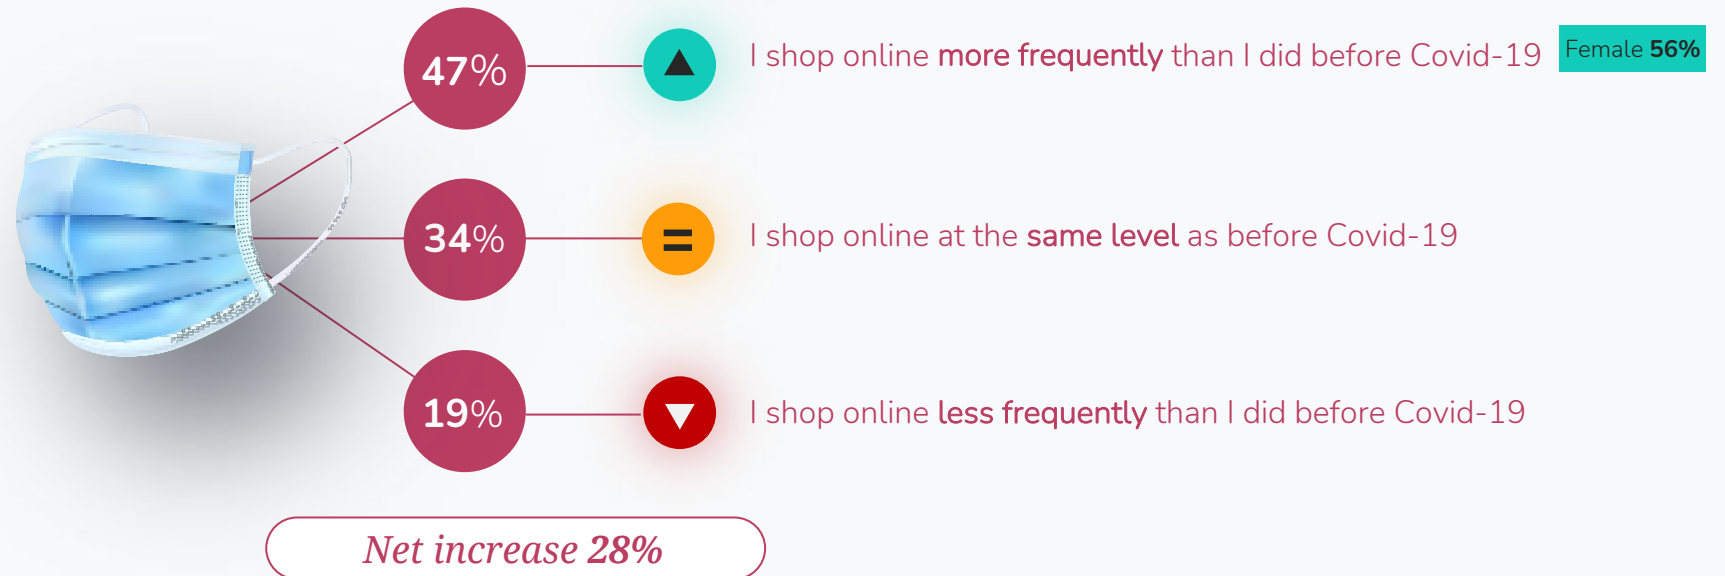 47%
I shop online more frequently than I did before Covid-19
Female 56%
34%
=
I shop online at the same level as before Covid-19
19%
I shop online less frequently than I did before Covid-19
Net increase 28%